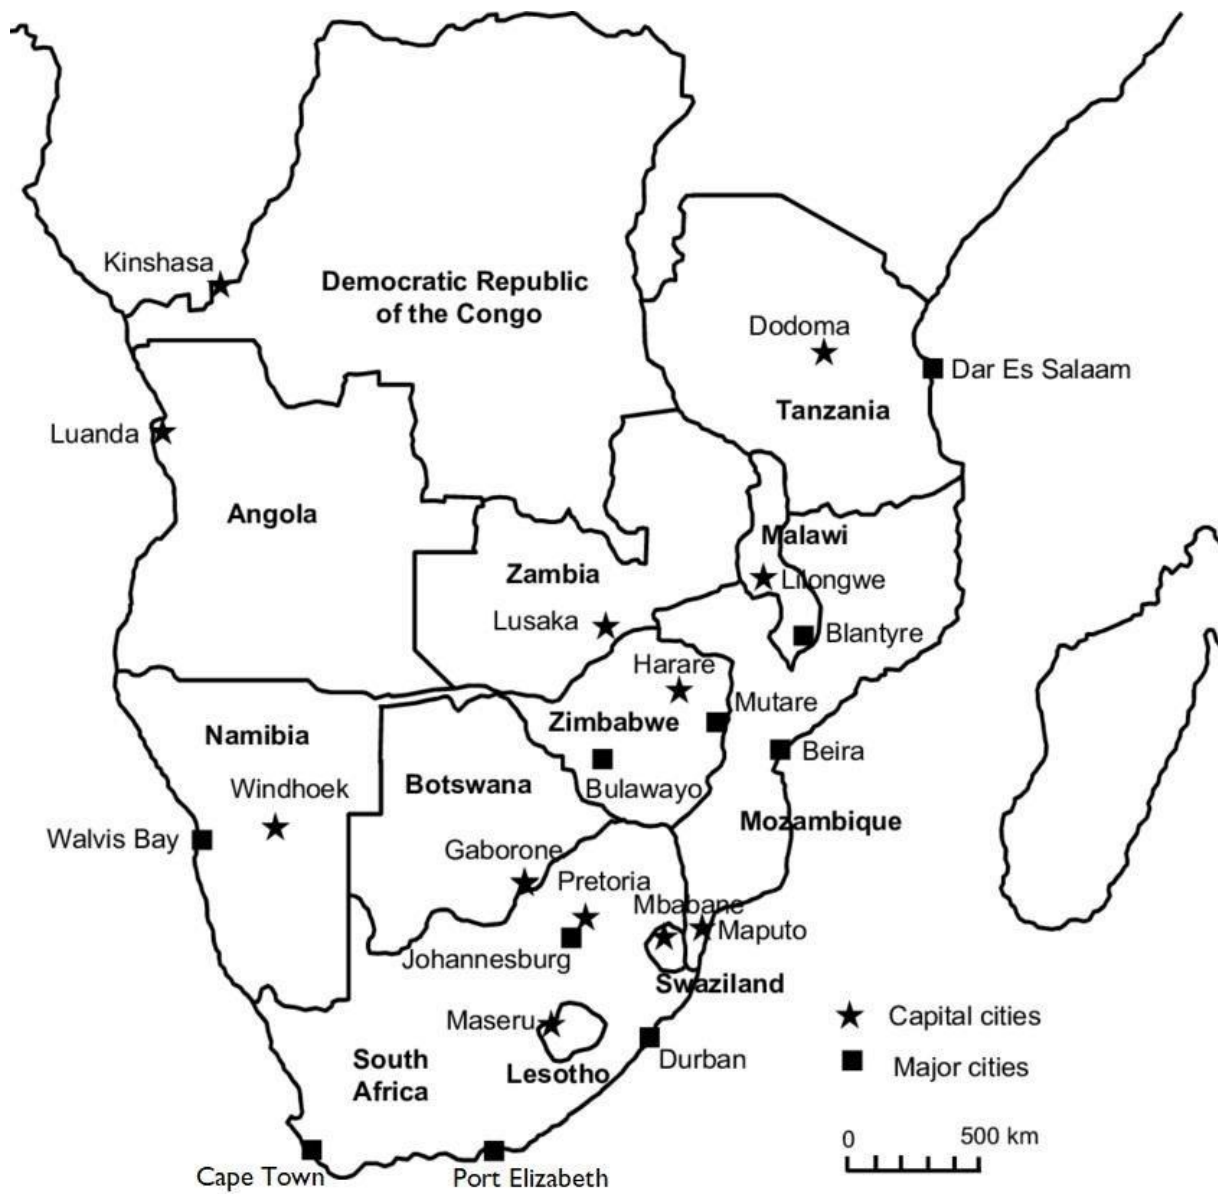 Kinshasa
Democratic Republic
of the Congo
Dodoma
Dar Es Salaam
Tanzania
Luanda
Angola
Malawi
Zambia
Lilongwe
Lusaka
Blantyre
Harare
Mutare
Zimbabwe
Namibia
Beira
Botswana
Windhoek
Bulawayo
Mozambique
Walvis Bay
Gaborone
Pretoria
Mbabane
Maputo
Johannesburg
Swaziland
Capital cities
Maseru
South
Africa
Lesotho
Durban
Major cities
0
500 km
Cape Town
Port Elizabeth